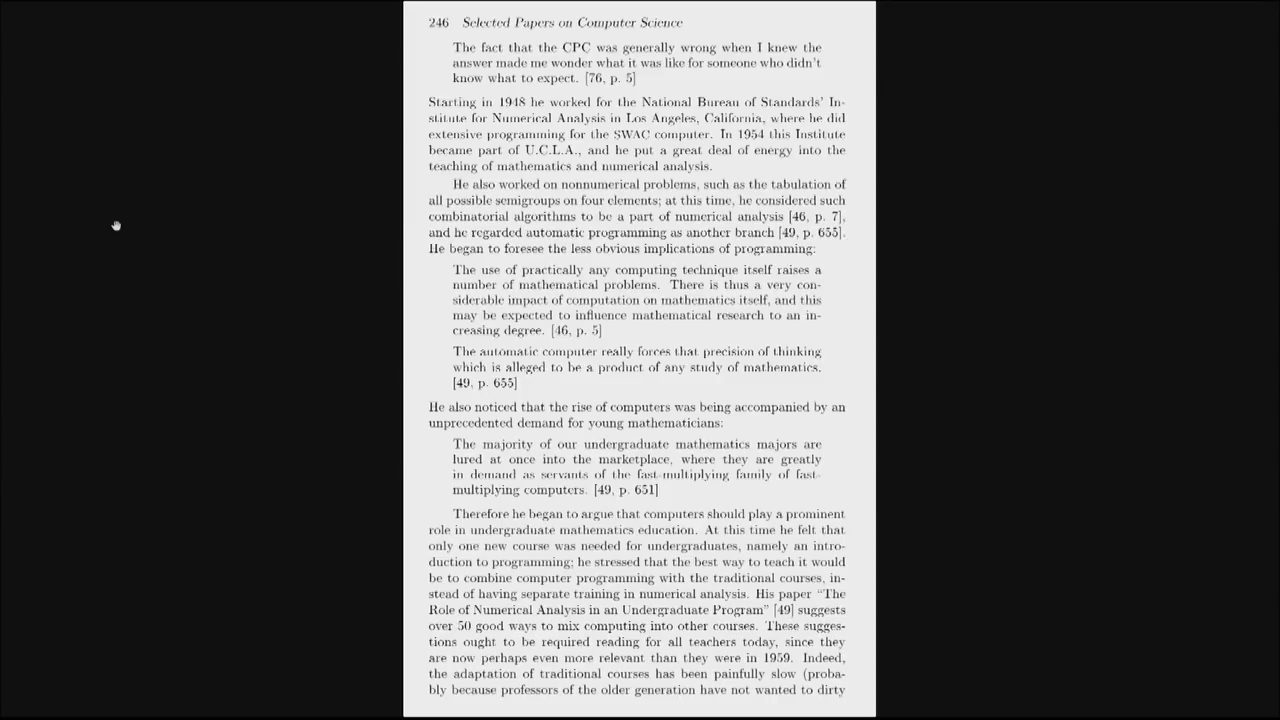 246 Selected Papers on Computer Science
The fact that the CPC was generally wrong when I knew the
answer made me wonder what it was like for someone who didn't
know what to expect. [76, p. 5]
Starting in 1948 he worked for the National Bureau of Standards' In-
stitute for Numerical Analysis in Los Angeles, California, where he did
extensive programming for the SWAC computer. In 1954 this Institute
became part of U.C.L.A., and he put a great deal of energy into the
teaching of mathematics and numerical analysis.
He also worked on nonnumerical problems, such as the tabulation of
all possible semigroups on four elements; at this time, he considered such
combinatorial algorithms to be a part of numerical analysis [46, p. 7],
and he regarded automatic programming as another branch [49, p. 655].
He began to foresee the less obvious implications of programming:
The use of practically any computing technique itself raises a
number of mathematical problems. There is thus a very con-
siderable impact of computation on mathematics itself, and this
may be expected to influence mathematical research to an in-
creasing degree. [46, p. 5]
The automatic computer really forces that precision of thinking
which is alleged to be a product of any study of mathematics.
[49, p. 655]
He also noticed that the rise of computers was being accompanied by an
unprecedented demand for young mathematicians:
The majority of our undergraduate mathematics majors are
lured at once into the marketplace, where they are greatly
in demand as servants of the fast-multiplying family of fast-
multiplying computers. [49, p. 651]
Therefore he began to argue that computers should play a prominent
role in undergraduate mathematics education. At this time he felt that
only one new course was needed for undergraduates, namely an intro-
duction to programming; he stressed that the best way to teach it would
be to combine computer programming with the traditional courses, in-
stead of having separate training in numerical analysis. His paper “The
Role of Numerical Analysis in an Undergraduate Program” [49] suggests
over 50 good ways to mix computing into other courses. These sugges-
tions ought to be required reading for all teachers today, since they
are now perhaps even more relevant than they were in 1959. Indeed,
the adaptation of traditional courses has been painfully slow (proba-
bly because professors of the older generation have not wanted to dirty